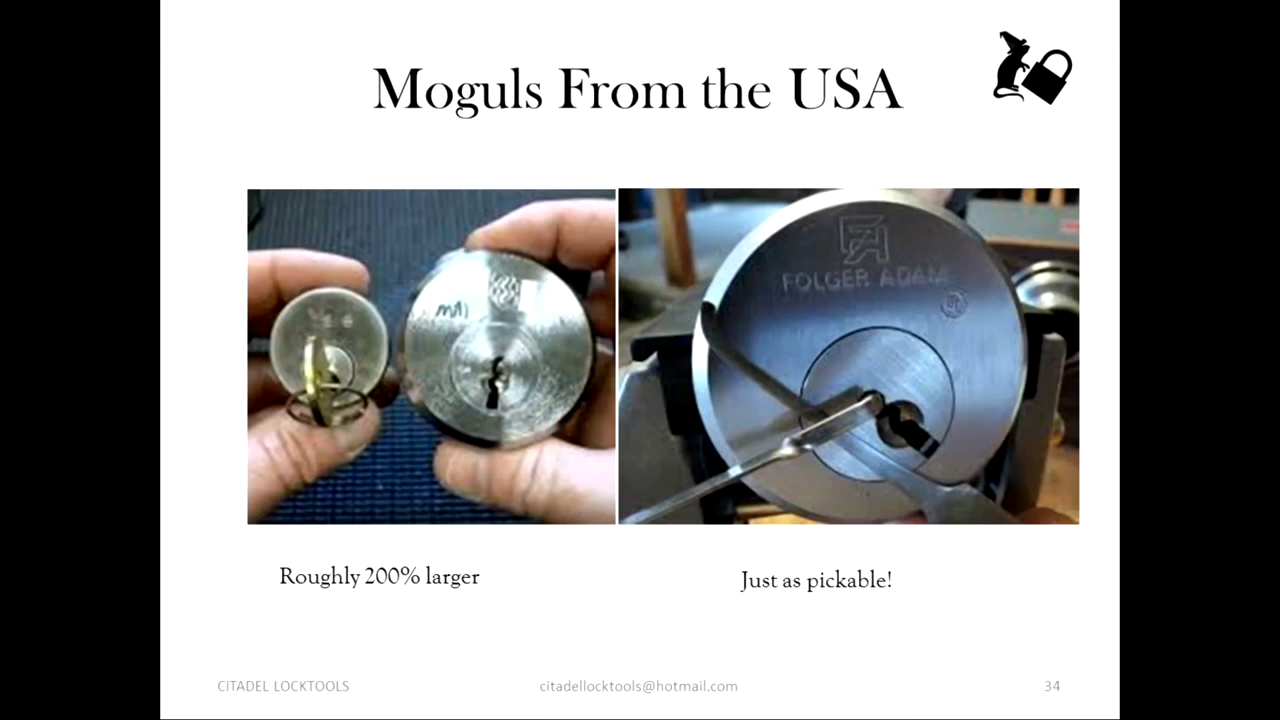 Moguls From the USA
FOLGER ADAM
Roughly 200% larger
Just as pickable!
CITADEL LOCKTOOLS
citadellocktools@hotmail.com
34